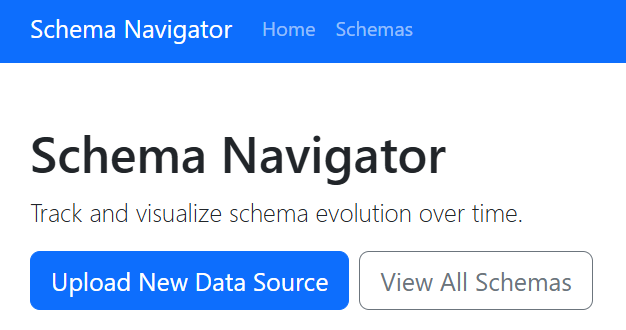 Schema Navigator Home Schemas
Schema Navigator
Track and visualize schema evolution over time.
Upload New Data Source View All Schemas